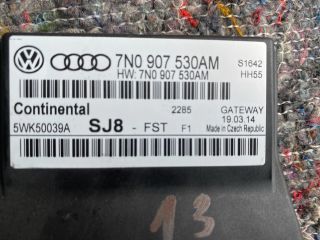 7N0 907 530AM
S1642
HW: 7N0 907 530AM
HH55
Continental
2285
GATEWAY
5WK50039A
SJ8 - FST F1
19.03.14
Made in Czech Republic
13